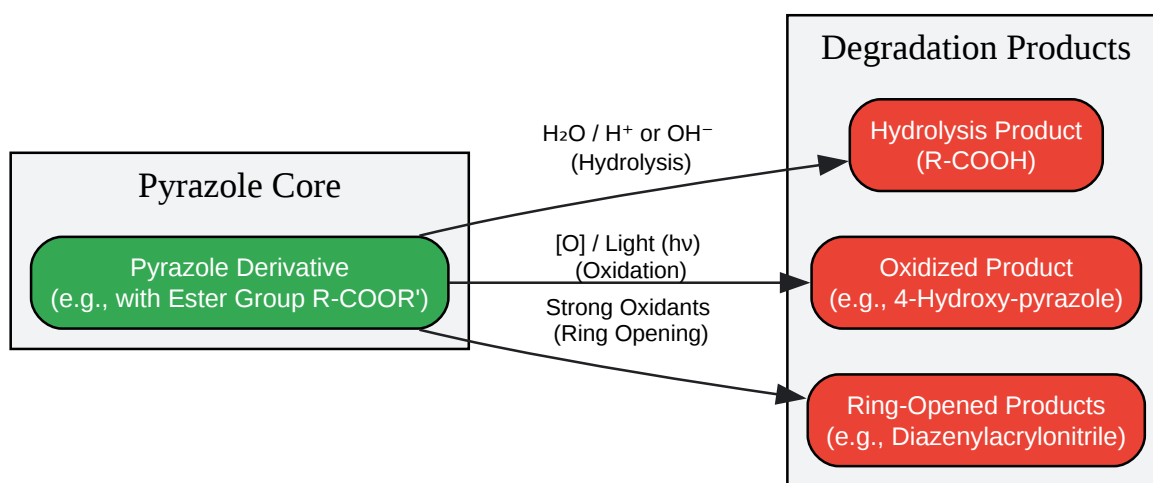 Degradation Products
H₂O / H⁺ or OH⁻
(Hydrolysis)
Hydrolysis Product
(R-COOH)
Pyrazole Core
Pyrazole Derivative
(e.g., with Ester Group R-COOR')
[O] / Light (hν)
(Oxidation)
Oxidized Product
(e.g., 4-Hydroxy-pyrazole)
Strong Oxidants
(Ring Opening)
Ring-Opened Products
(e.g., Diazenylacrylonitrile)